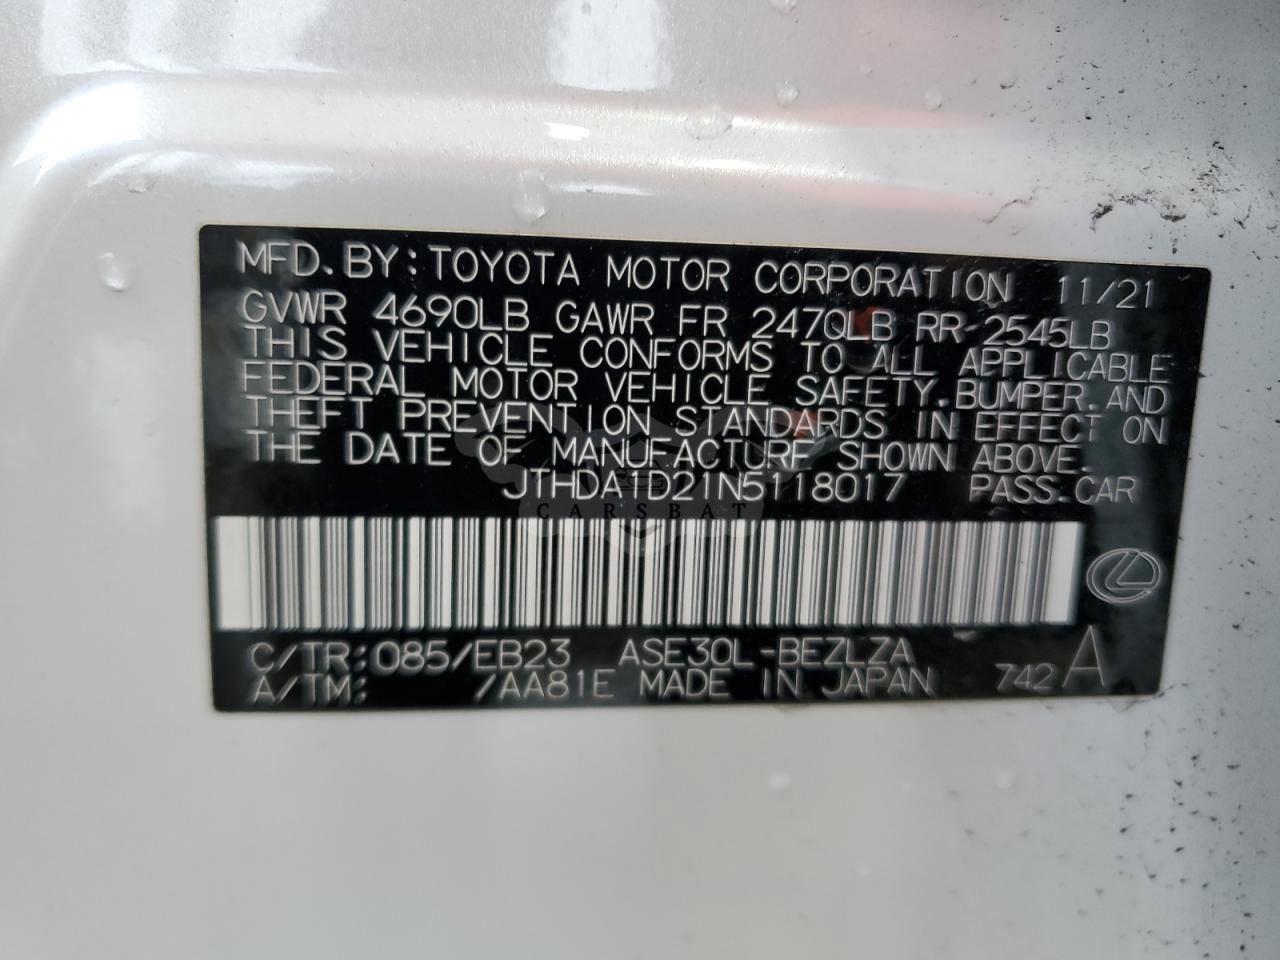 MFD.BY:TOYOTA MOTOR CORPORATION 11/21
GVWR 4690LB GAWR FR 2470LB RR 2545LB
THIS VEHICLE CONFORMS TO ALL APPLICABLE
FEDERAL MOTOR VEHICLE SAFETY,BUMPER,AND
THEFT PREVENTION STANDARDS IN EFFECT ON
THE DATE OF MANUFACTURE SHOWN ABOVE.
JTHDA1D21N5118017 PASS.CAR
CARSBAT
C/TR:085/EB23 ASE30L-BEZLZA
A/TM: /AA81E MADE IN JAPAN 742 A